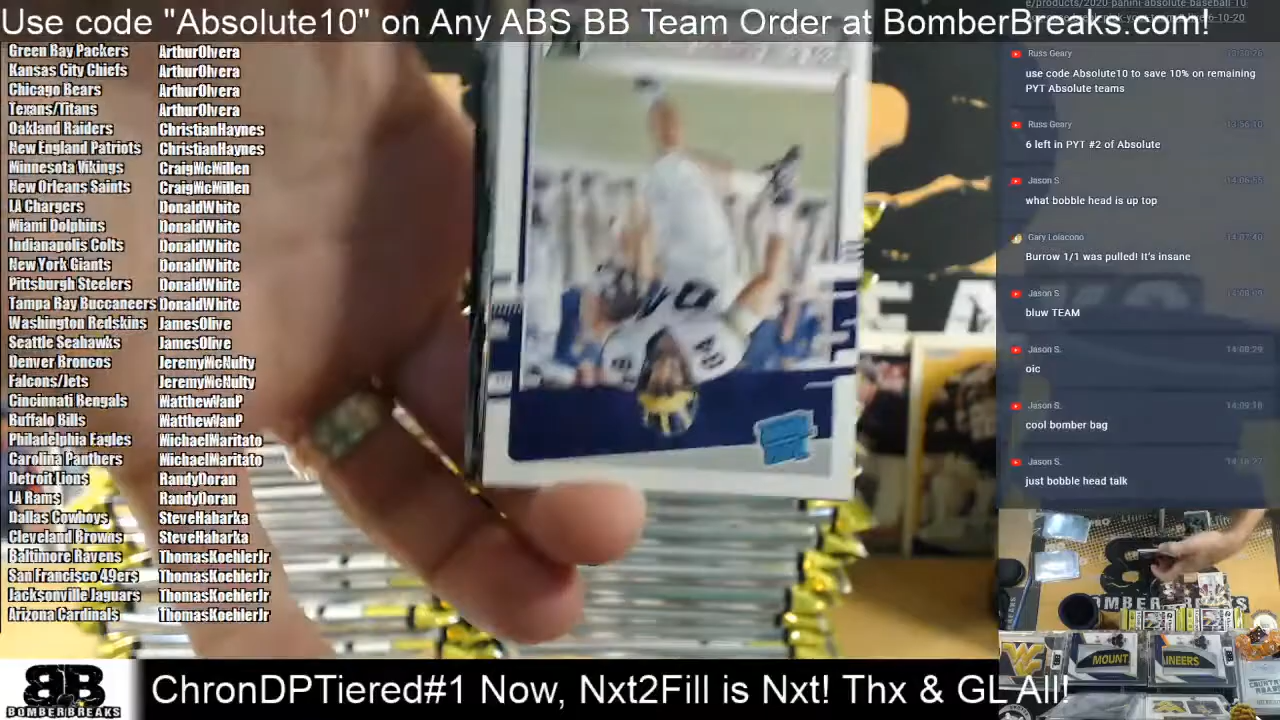 Use code "Absolute10" on Any ABS BB Team Order at BomberBreaks.com!
Green Bay Packers ArthurOlvera
Kansas City Chiefs ArthurOlvera
Chicago Bears ArthurOlvera
Texans/Titans ArthurOlvera
Oakland Raiders ChristianHaynes
New England Patriots ChristianHaynes
Minnesota Vikings CraigMcMillen
New Orleans Saints CraigMcMillen
LA Chargers DonaldWhite
Miami Dolphins DonaldWhite
Indianapolis Colts DonaldWhite
New York Giants DonaldWhite
Pittsburgh Steelers DonaldWhite
Tampa Bay Buccaneers DonaldWhite
Washington Redskins JamesOlive
Seattle Seahawks JamesOlive
Denver Broncos JeremyMcNulty
Falcons/Jets JeremyMcNulty
Cincinnati Bengals MatthewVanP
Buffalo Bills MatthewVanP
Philadelphia Eagles MichaelMaritato
Carolina Panthers MichaelMaritato
Detroit Lions RandyDoran
LA Rams RandyDoran
Dallas Cowboys SteveHaharka
Cleveland Browns SteveHaharka
Baltimore Ravens ThomasKoehlerJr
San Francisco 49ers ThomasKoehlerJr
Jacksonville Jaguars ThomasKoehlerJr
Arizona Cardinals ThomasKoehlerJr
e/products/2020-panini-absolute-baseball-10
Russ Geary
use code Absolute10 to save 10% on remaining
PYT Absolute teams
Russ Geary
6 left in PYT #2 of Absolute
Jason S.
what bobble head is up top
Gary Loiacono
Burrow 1/1 was pulled! It's insane
Jason S.
bluw TEAM
Jason S.
oic
Jason S.
cool bomber bag
Jason S.
just bobble head talk
MOUNT AINEERS
BB
BOMBERBREAKS
ChronDPTiered#1 Now, Nxt2Fill is Nxt! Thx & GL All!